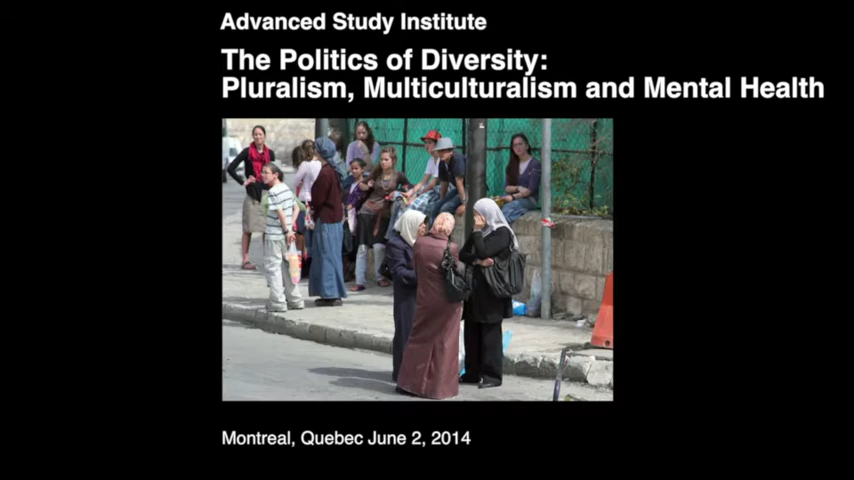 Advanced Study Institute
The Politics of Diversity:
Pluralism, Multiculturalism and Mental Health
Montreal, Quebec June 2, 2014